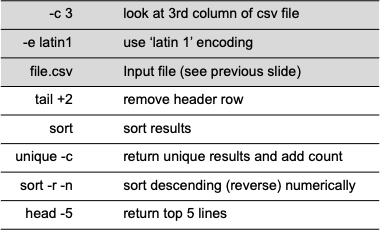 -c 3 look at 3rd column of csv file
-e latin1 use ‘latin 1’ encoding
file.csv Input file (see previous slide)
tail +2 remove header row
sort sort results
unique -c return unique results and add count
sort -r -n sort descending (reverse) numerically
head -5 return top 5 lines